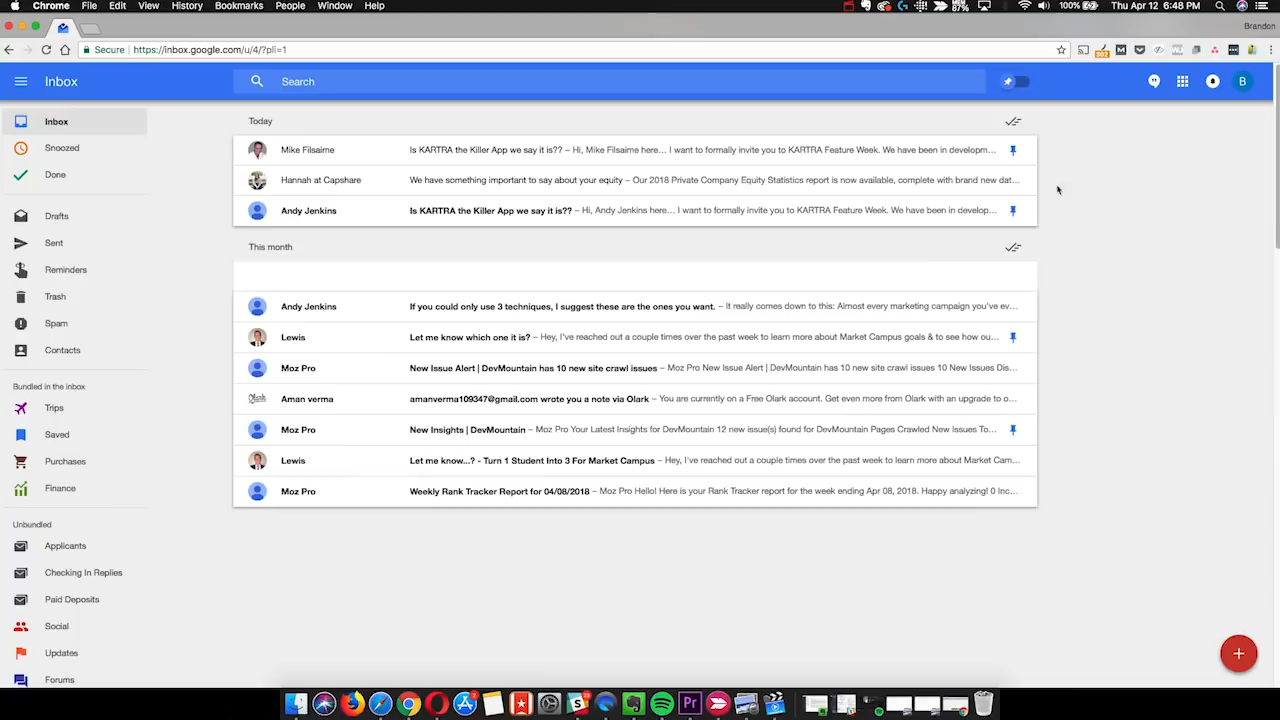 Chrome File Edit View History Bookmarks People Window Help 100% Thu Apr 12 6:48 PM
Brandon
Secure https://inbox.google.com/u/4/?pli=1
Inbox Search B
Inbox
Snoozed
Done
Drafts
Sent
Reminders
Trash
Spam
Contacts
Bundled in the inbox
Trips
Saved
Purchases
Finance
Unbundled
Applicants
Checking In Replies
Paid Deposits
Social
Updates
Forums
Today
Mike Filsaime Is KARTRA the Killer App we say it is?? – Hi, Mike Filsaime here… I want to formally invite you to KARTRA Feature Week. We have been in developm…
Hannah at Capshare We have something important to say about your equity – Our 2018 Private Company Equity Statistics report is now available, complete with brand new dat…
Andy Jenkins Is KARTRA the Killer App we say it is?? – Hi, Andy Jenkins here… I want to formally invite you to KARTRA Feature Week. We have been in develop…
This month
Andy Jenkins If you could only use 3 techniques, I suggest these are the ones you want. – It really comes down to this: Almost every marketing campaign you've ev…
Lewis Let me know which one it is? – Hey, I've reached out a couple times over the past week to learn more about Market Campus goals & to see how ou…
Moz Pro New Issue Alert | DevMountain has 10 new site crawl issues – Moz Pro New Issue Alert | DevMountain has 10 new site crawl issues 10 New Issues Dis…
Aman verma amanverma109347@gmail.com wrote you a note via Olark – You are currently on a Free Olark account. Get even more from Olark with an upgrade to o…
Moz Pro New Insights | DevMountain – Moz Pro Your Latest Insights for DevMountain 12 new issue(s) found for DevMountain Pages Crawled New Issues To…
Lewis Let me know...? - Turn 1 Student Into 3 For Market Campus – Hey, I've reached out a couple times over the past week to learn more about Market Cam…
Moz Pro Weekly Rank Tracker Report for 04/08/2018 – Moz Pro Hello! Here is your Rank Tracker report for the week ending Apr 08, 2018. Happy analyzing! 0 Inc…